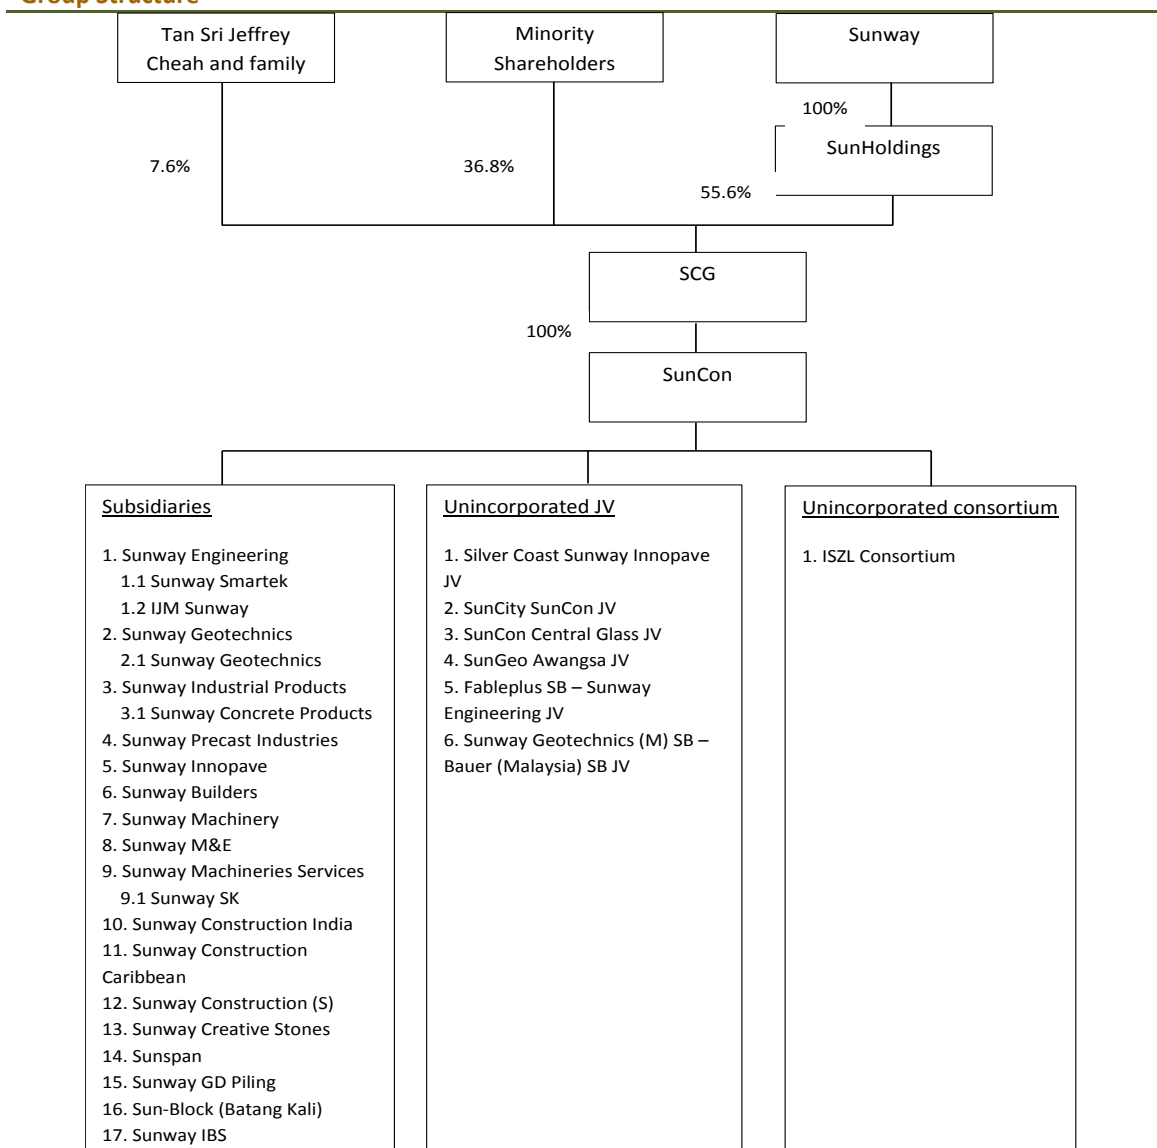 Group Structure
Tan Sri Jeffrey
Cheah and family
Minority
Shareholders
Sunway
100%
SunHoldings
7.6%
36.8%
55.6%
SCG
100%
SunCon
Subsidiaries
1. Sunway Engineering
1.1 Sunway Smartek
1.2 IJM Sunway
2. Sunway Geotechnics
2.1 Sunway Geotechnics
3. Sunway Industrial Products
3.1 Sunway Concrete Products
4. Sunway Precast Industries
5. Sunway Innopave
6. Sunway Builders
7. Sunway Machinery
8. Sunway M&E
9. Sunway Machineries Services
9.1 Sunway SK
10. Sunway Construction India
11. Sunway Construction
Caribbean
12. Sunway Construction (S)
13. Sunway Creative Stones
14. Sunspan
15. Sunway GD Piling
16. Sun-Block (Batang Kali)
17. Sunway IBS
Unincorporated JV
1. Silver Coast Sunway Innopave
JV
2. SunCity SunCon JV
3. SunCon Central Glass JV
4. SunGeo Awangsa JV
5. Fableplus SB – Sunway
Engineering JV
6. Sunway Geotechnics (M) SB –
Bauer (Malaysia) SB JV
Unincorporated consortium
1. ISZL Consortium